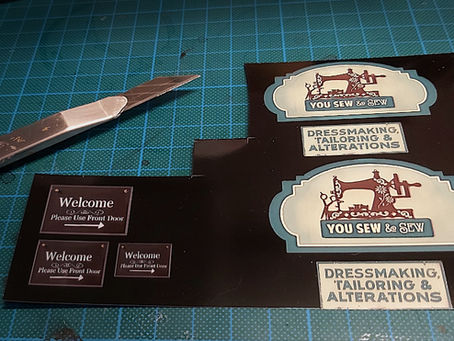 YOU SEW & SEW
DRESSMAKING,
TAILORING &
ALTERATIONS
YOU SEW & SEW
DRESSMAKING,
TAILORING &
ALTERATIONS
Welcome
Please Use Front Door
Welcome
Please Use Front Door
Welcome
Please Use Front Door